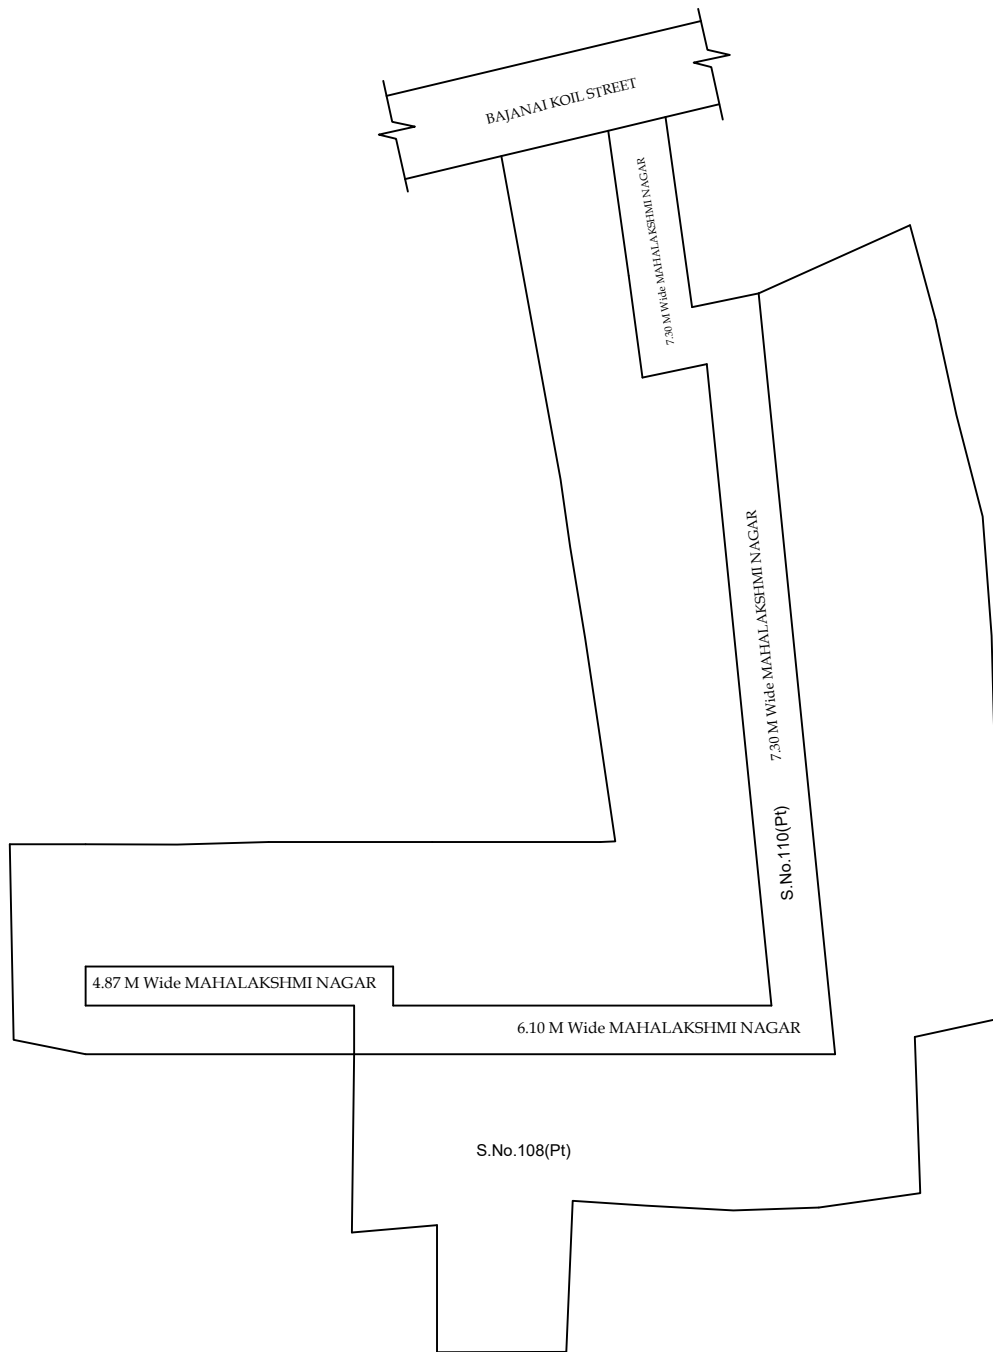 BAJANAI KOIL STREET
7.30 M Wide MAHALAKSHMI NAGAR
7.30 M Wide MAHALAKSHMI NAGAR
S.No.110(Pt)
4.87 M Wide MAHALAKSHMI NAGAR
6.10 M Wide MAHALAKSHMI NAGAR
S.No.108(Pt)